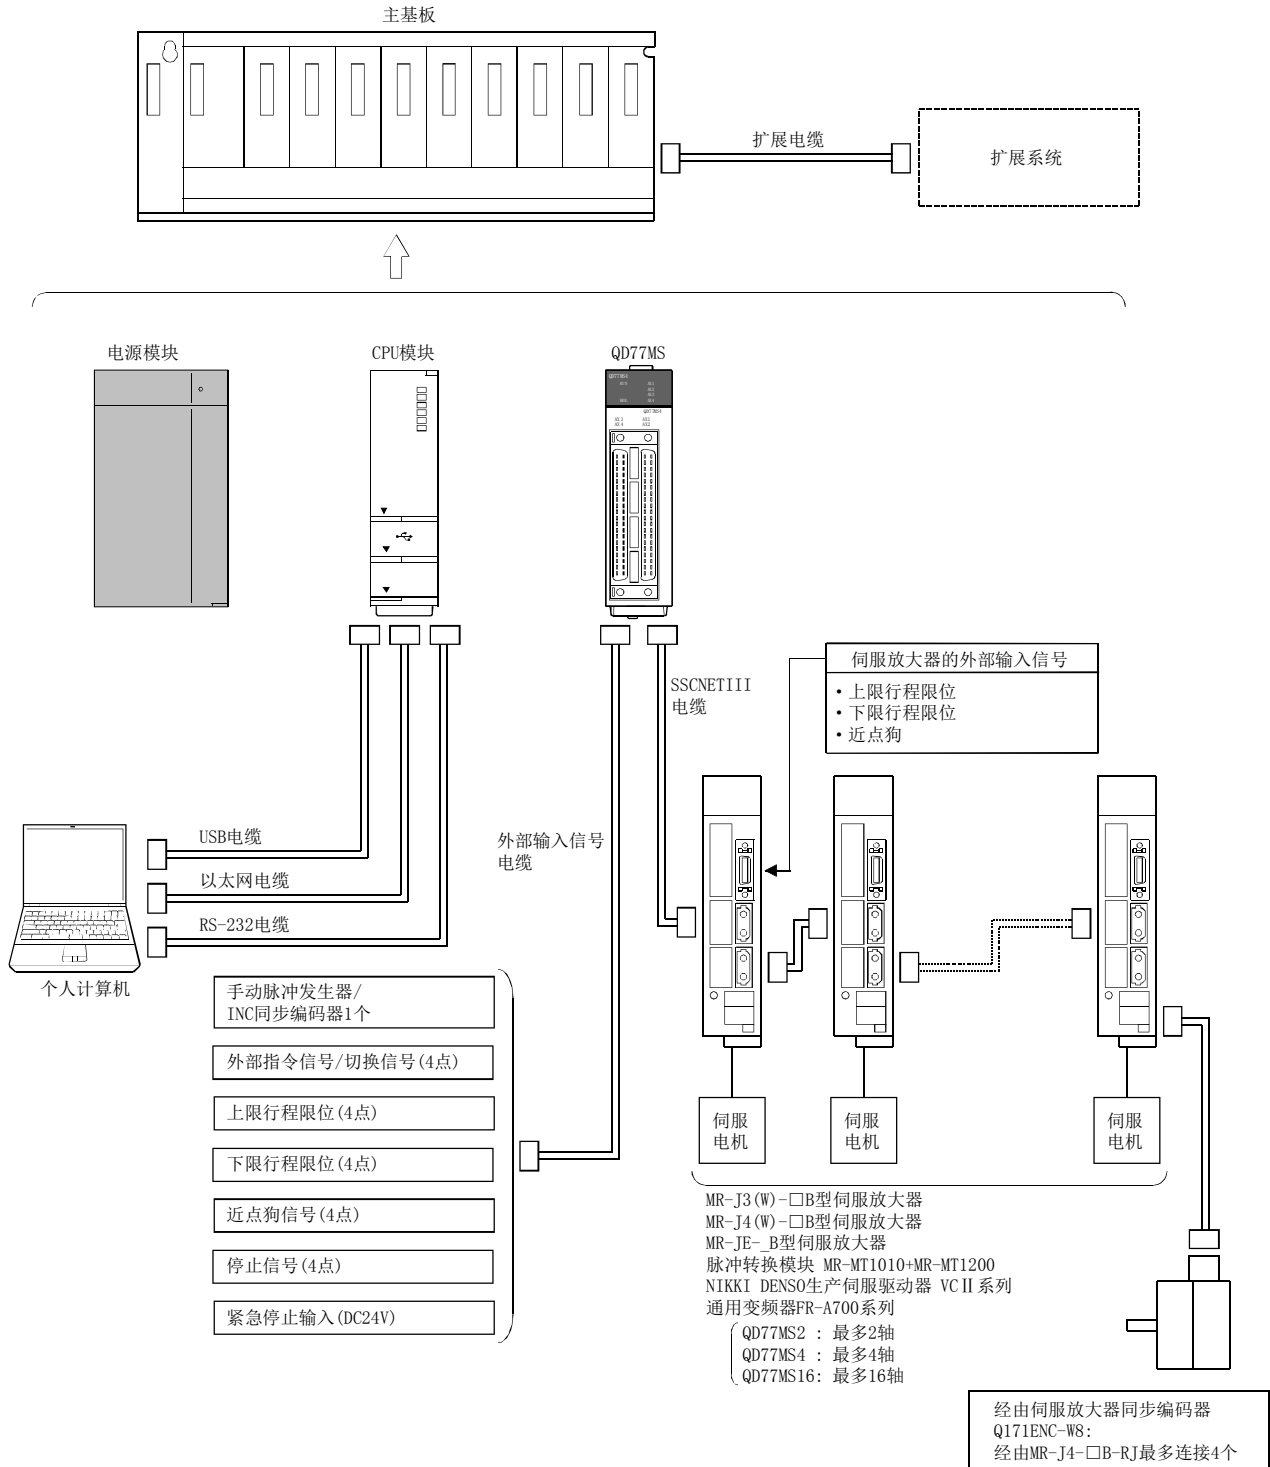 主基板
扩展电缆
扩展系统
电源模块
CPU模块
QD77MS
QD77MS4
RUN AX1
AX2
AX3
ERR. AX4
QD77MS4
AX3 AX1
AX4 AX2
伺服放大器的外部输入信号
・上限行程限位
・下限行程限位
・近点狗
SSCNETIII
电缆
USB电缆
以太网电缆
RS-232电缆
外部输入信号
电缆
个人计算机
手动脉冲发生器/
INC同步编码器1个
外部指令信号/切换信号(4点)
上限行程限位(4点)
下限行程限位(4点)
近点狗信号(4点)
停止信号(4点)
紧急停止输入(DC24V)
伺服
电机
伺服
电机
伺服
电机
MR-J3(W)-□B型伺服放大器
MR-J4(W)-□B型伺服放大器
MR-JE-_B型伺服放大器
脉冲转换模块 MR-MT1010+MR-MT1200
NIKKI DENSO生产伺服驱动器 VCⅡ系列
通用变频器FR-A700系列
QD77MS2 : 最多2轴
QD77MS4 : 最多4轴
QD77MS16: 最多16轴
经由伺服放大器同步编码器
Q171ENC-W8:
经由MR-J4-□B-RJ最多连接4个